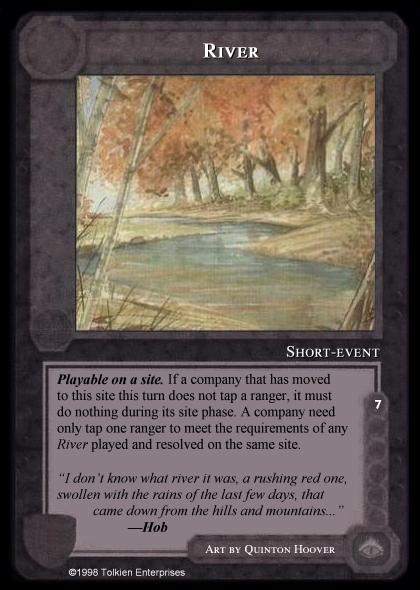 RIVER
SHORT-EVENT
Playable on a site. If a company that has moved
to this site this turn does not tap a ranger, it must
do nothing during its site phase. A company need
only tap one ranger to meet the requirements of any
River played and resolved on the same site.
7
“I don't know what river it was, a rushing red one,
swollen with the rains of the last few days, that
came down from the hills and mountains...”
—Hob
ART BY QUINTON HOOVER
©1998 Tolkien Enterprises